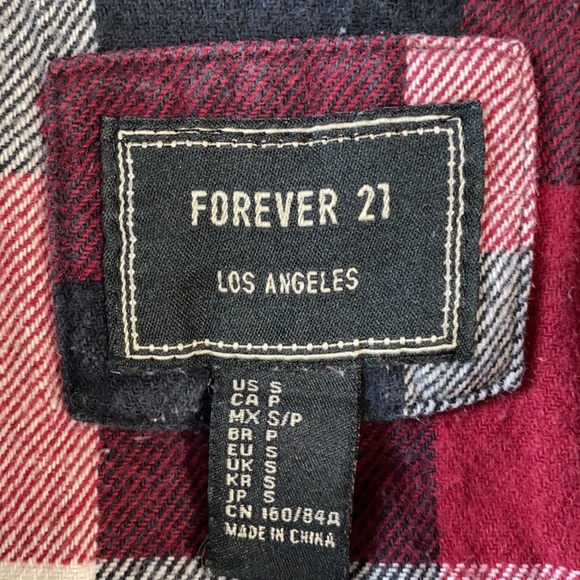 FOREVER 21
LOS ANGELES
US S
CA P
MX S/P
BR P
EU S
UK S
KR S
JP S
CN 160/84A
MADE IN CHINA